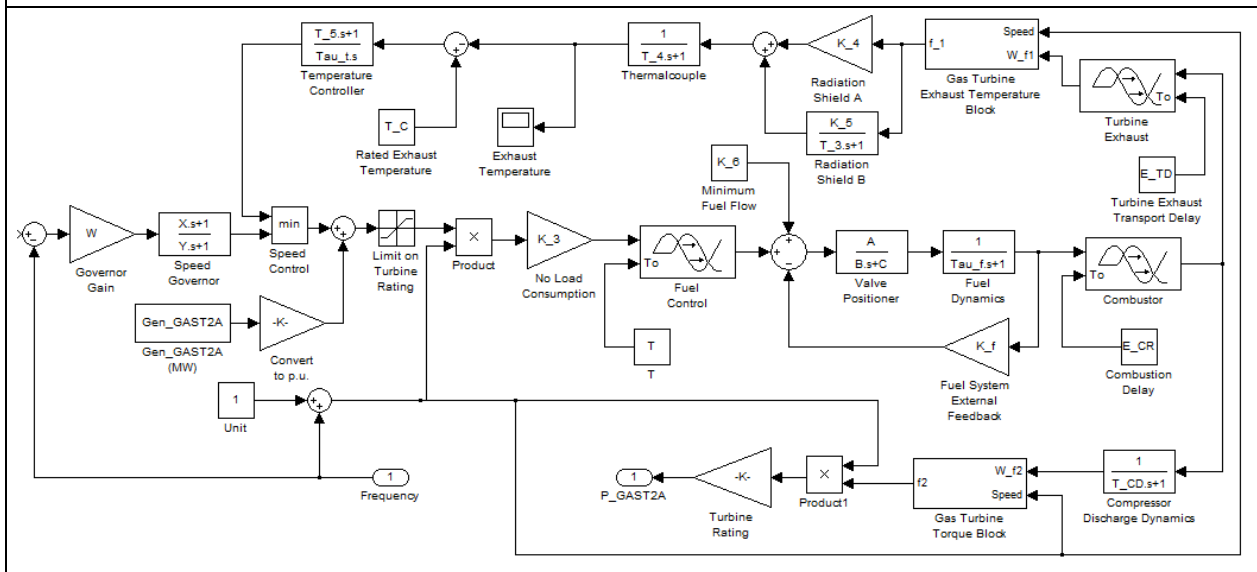 T_5.s+1
Tau_t.s
Temperature
Controller
T_C
Rated Exhaust
Temperature
Exhaust
Temperature
1
T_4.s+1
Thermalcouple
K_4
Radiation
Shield A
K_5
T_3.s+1
Radiation
Shield B
f_1
Speed
W_f1
Gas Turbine
Exhaust Temperature
Block
To
Turbine
Exhaust
E_TD
Turbine Exhaust
Transport Delay
K_6
Minimum
Fuel Flow
W
Governor
Gain
X.s+1
Y.s+1
Speed
Governor
min
Speed
Control
Limit on
Turbine
Rating
×
Product
K_3
No Load
Consumption
To
Fuel
Control
T
T
A
B.s+C
Valve
Positioner
1
Tau_f.s+1
Fuel
Dynamics
To
Combustor
E_CR
Combustion
Delay
K_f
Fuel System
External
Feedback
Gen_GAST2A
Gen_GAST2A
(MW)
-K-
Convert
to p.u.
1
Unit
1
Frequency
1
P_GAST2A
-K-
Turbine
Rating
×
Product1
f2
W_f2
Speed
Gas Turbine
Torque Block
1
T_CD.s+1
Compressor
Discharge Dynamics